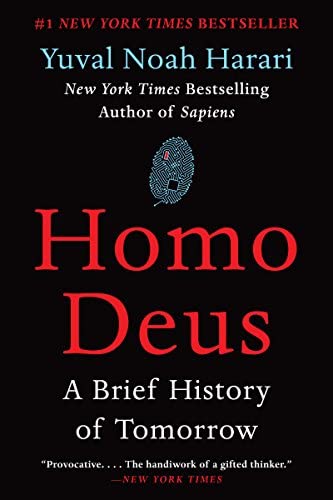 #1 NEW YORK TIMES BESTSELLER
Yuval Noah Harari
New York Times Bestselling
Author of Sapiens
Homo
Deus
A Brief History
of Tomorrow
“Provocative. . . . The handiwork of a gifted thinker.”
—NEW YORK TIMES